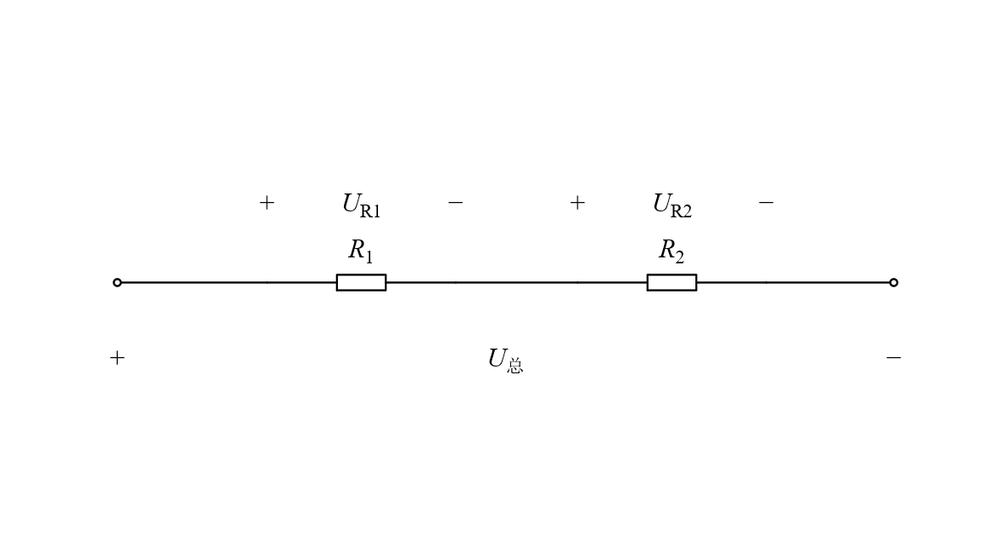 + U_R1 − + U_R2 −
R_1 R_2
+ U_总 −